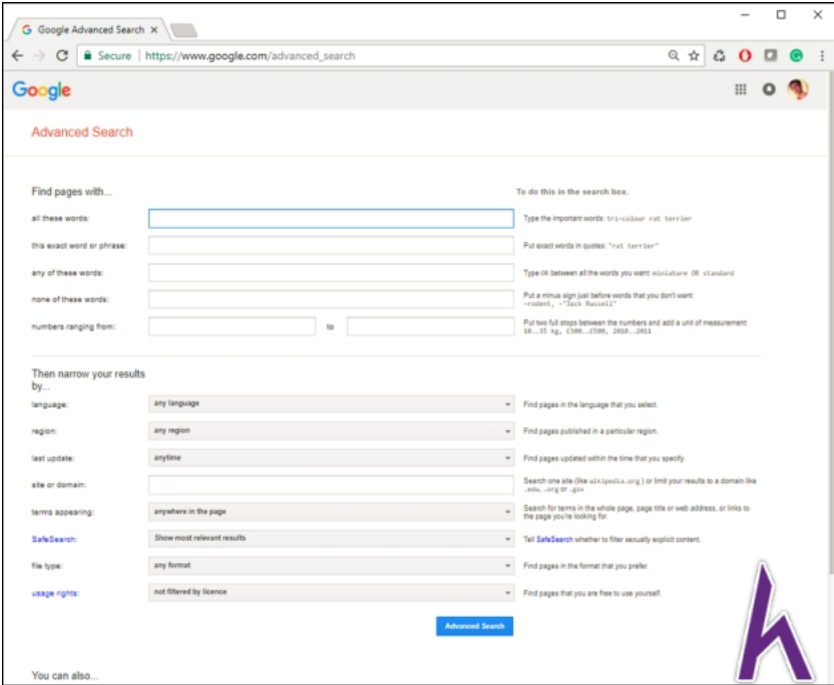 Google Advanced Search
Secure | https://www.google.com/advanced_search
Google
Advanced Search
Find pages with... To do this in the search box.
all these words: Type the important words: tri-colour rat terrier
this exact word or phrase: Put exact words in quotes: "rat terrier"
any of these words: Type OR between all the words you want: miniature OR standard
none of these words: Put a minus sign just before words that you don't want:
-rodent, -"Jack Russell"
numbers ranging from: to Put two full stops between the numbers and add a unit of measurement:
10..35 kg, £300..£500, 2010..2011
Then narrow your results
by...
language: any language Find pages in the language that you select.
region: any region Find pages published in a particular region.
last update: anytime Find pages updated within the time that you specify.
site or domain: Search one site (like wikipedia.org ) or limit your results to a domain like
.edu, .org or .gov
terms appearing: anywhere in the page Search for terms in the whole page, page title or web address, or links to
the page you're looking for.
SafeSearch: Show most relevant results Tell SafeSearch whether to filter sexually explicit content.
file type: any format Find pages in the format that you prefer.
usage rights: not filtered by licence Find pages that you are free to use yourself.
Advanced Search
h
You can also...